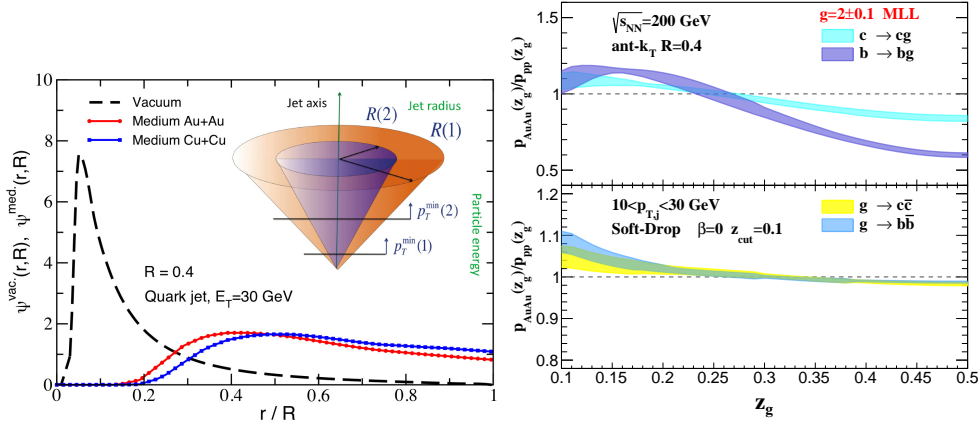 10
8
6
4
2
0
0
0.2
0.4
0.6
0.8
1
ψ^vac.(r,R), ψ^med.(r,R)
r / R
Vacuum
Medium Au+Au
Medium Cu+Cu
R = 0.4
Quark jet, E_T=30 GeV
Jet axis
Jet radius
R(2)
R(1)
p_T^min(2)
p_T^min(1)
Particle energy
1.5
1
0.5
p_AuAu(z_g)/p_pp(z_g)
√s_NN=200 GeV
ant-k_T R=0.4
g=2±0.1 MLL
c → cg
b → bg
1.2
1.1
1
0.9
0.8
p_AuAu(z_g)/p_pp(z_g)
10<p_T,j<30 GeV
Soft-Drop β=0 z_cut=0.1
g → cc̄
g → bb̄
0.1
0.15
0.2
0.25
0.3
0.35
0.4
0.45
0.5
z_g